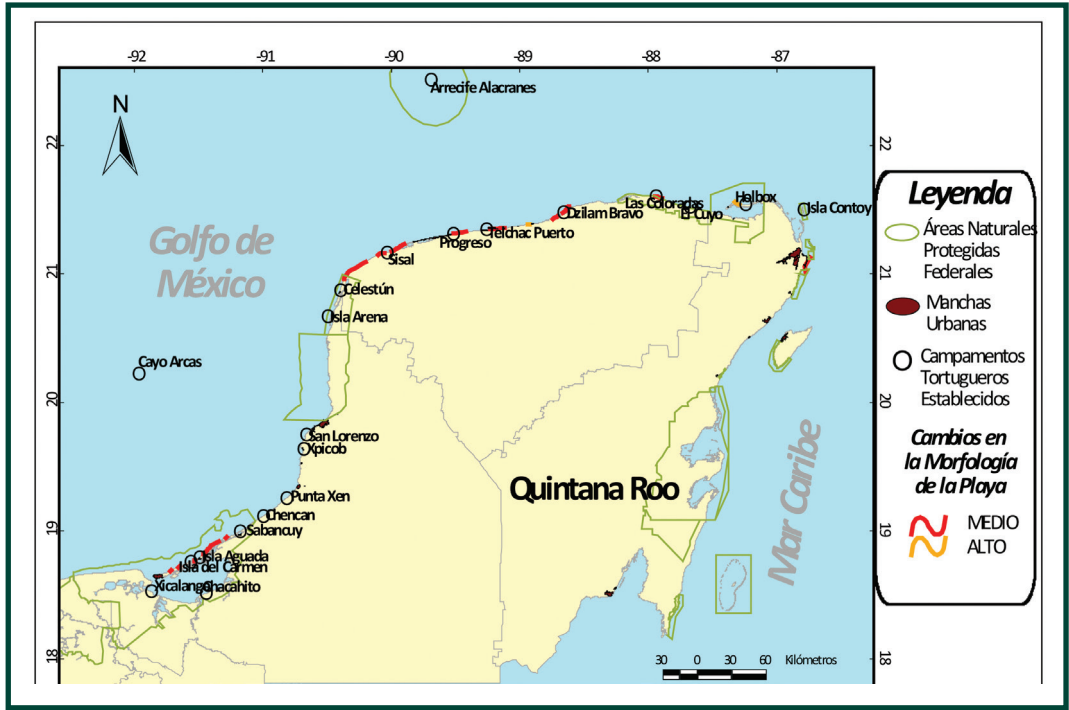 -92 -91 -90 -89 -88 -87
N
Arrecife Alacranes
22 22
Golfo de
México
Las Coloradas
El Cuyo
Holbox
Isla Contoy
Dzilam Bravo
Telchac Puerto
Progreso
Sisal
21 21
Celestún
Isla Arena
Cayo Arcas
20 20
San Lorenzo
Xpicob
Punta Xen
Chencan
Sabancuy
Quintana Roo
Mar Caribe
19 19
Isla Aguada
Isla del Carmen
Xicalango
Chacahito
18 18
30 0 30 60 Kilómetros
Leyenda
Áreas Naturales
Protegidas
Federales
Manchas
Urbanas
Campamentos
Tortugueros
Establecidos
Cambios en
la Morfología
de la Playa
MEDIO
ALTO